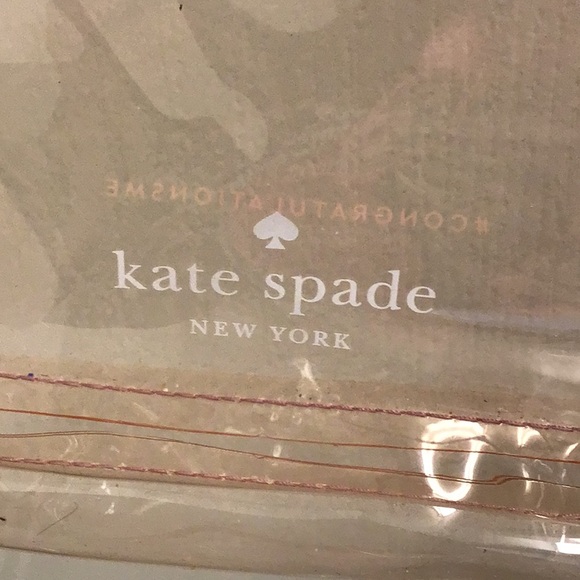 #CONGRATULATIONSME
kate spade
NEW YORK